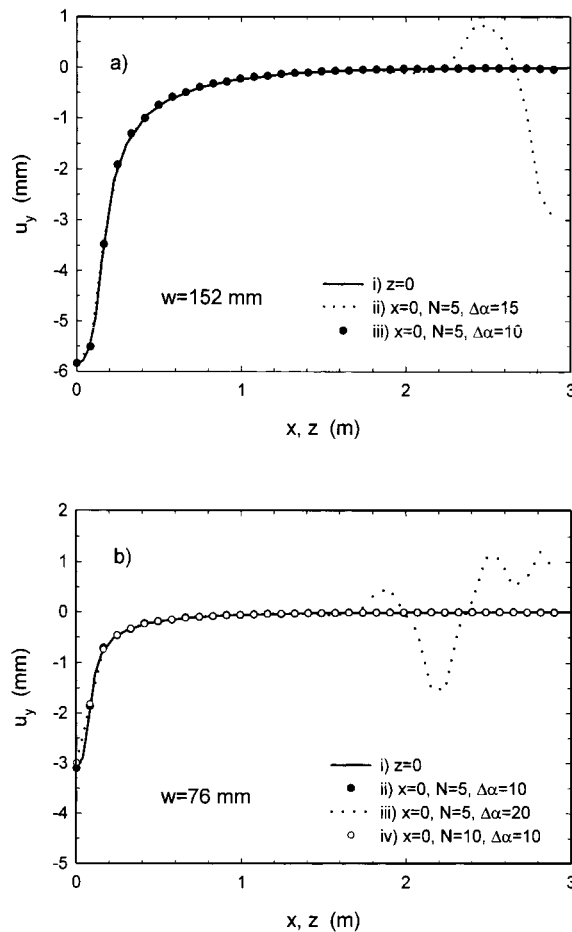 1
0
-1
-2
-3
-4
-5
-6
a)
u_y (mm)
w=152 mm
i) z=0
ii) x=0, N=5, Δα=15
iii) x=0, N=5, Δα=10
0
1
2
3
x, z (m)
2
1
0
-1
-2
-3
-4
-5
b)
u_y (mm)
w=76 mm
i) z=0
ii) x=0, N=5, Δα=10
iii) x=0, N=5, Δα=20
iv) x=0, N=10, Δα=10
0
1
2
3
x, z (m)